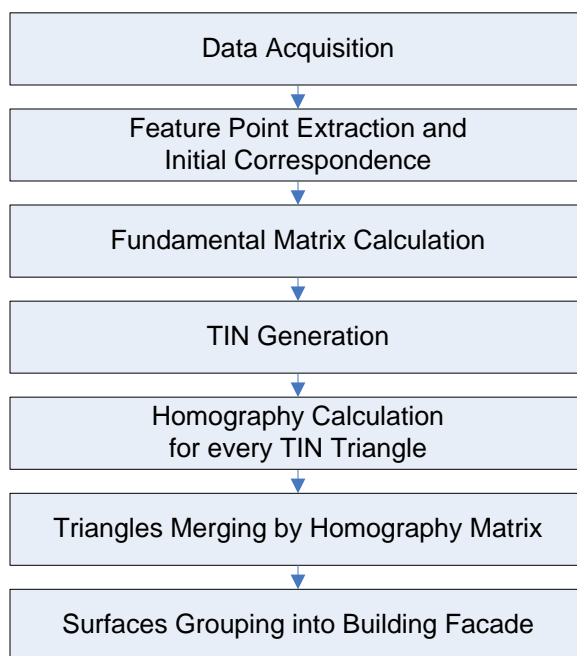 Data Acquisition
Feature Point Extraction and
Initial Correspondence
Fundamental Matrix Calculation
TIN Generation
Homography Calculation
for every TIN Triangle
Triangles Merging by Homography Matrix
Surfaces Grouping into Building Facade